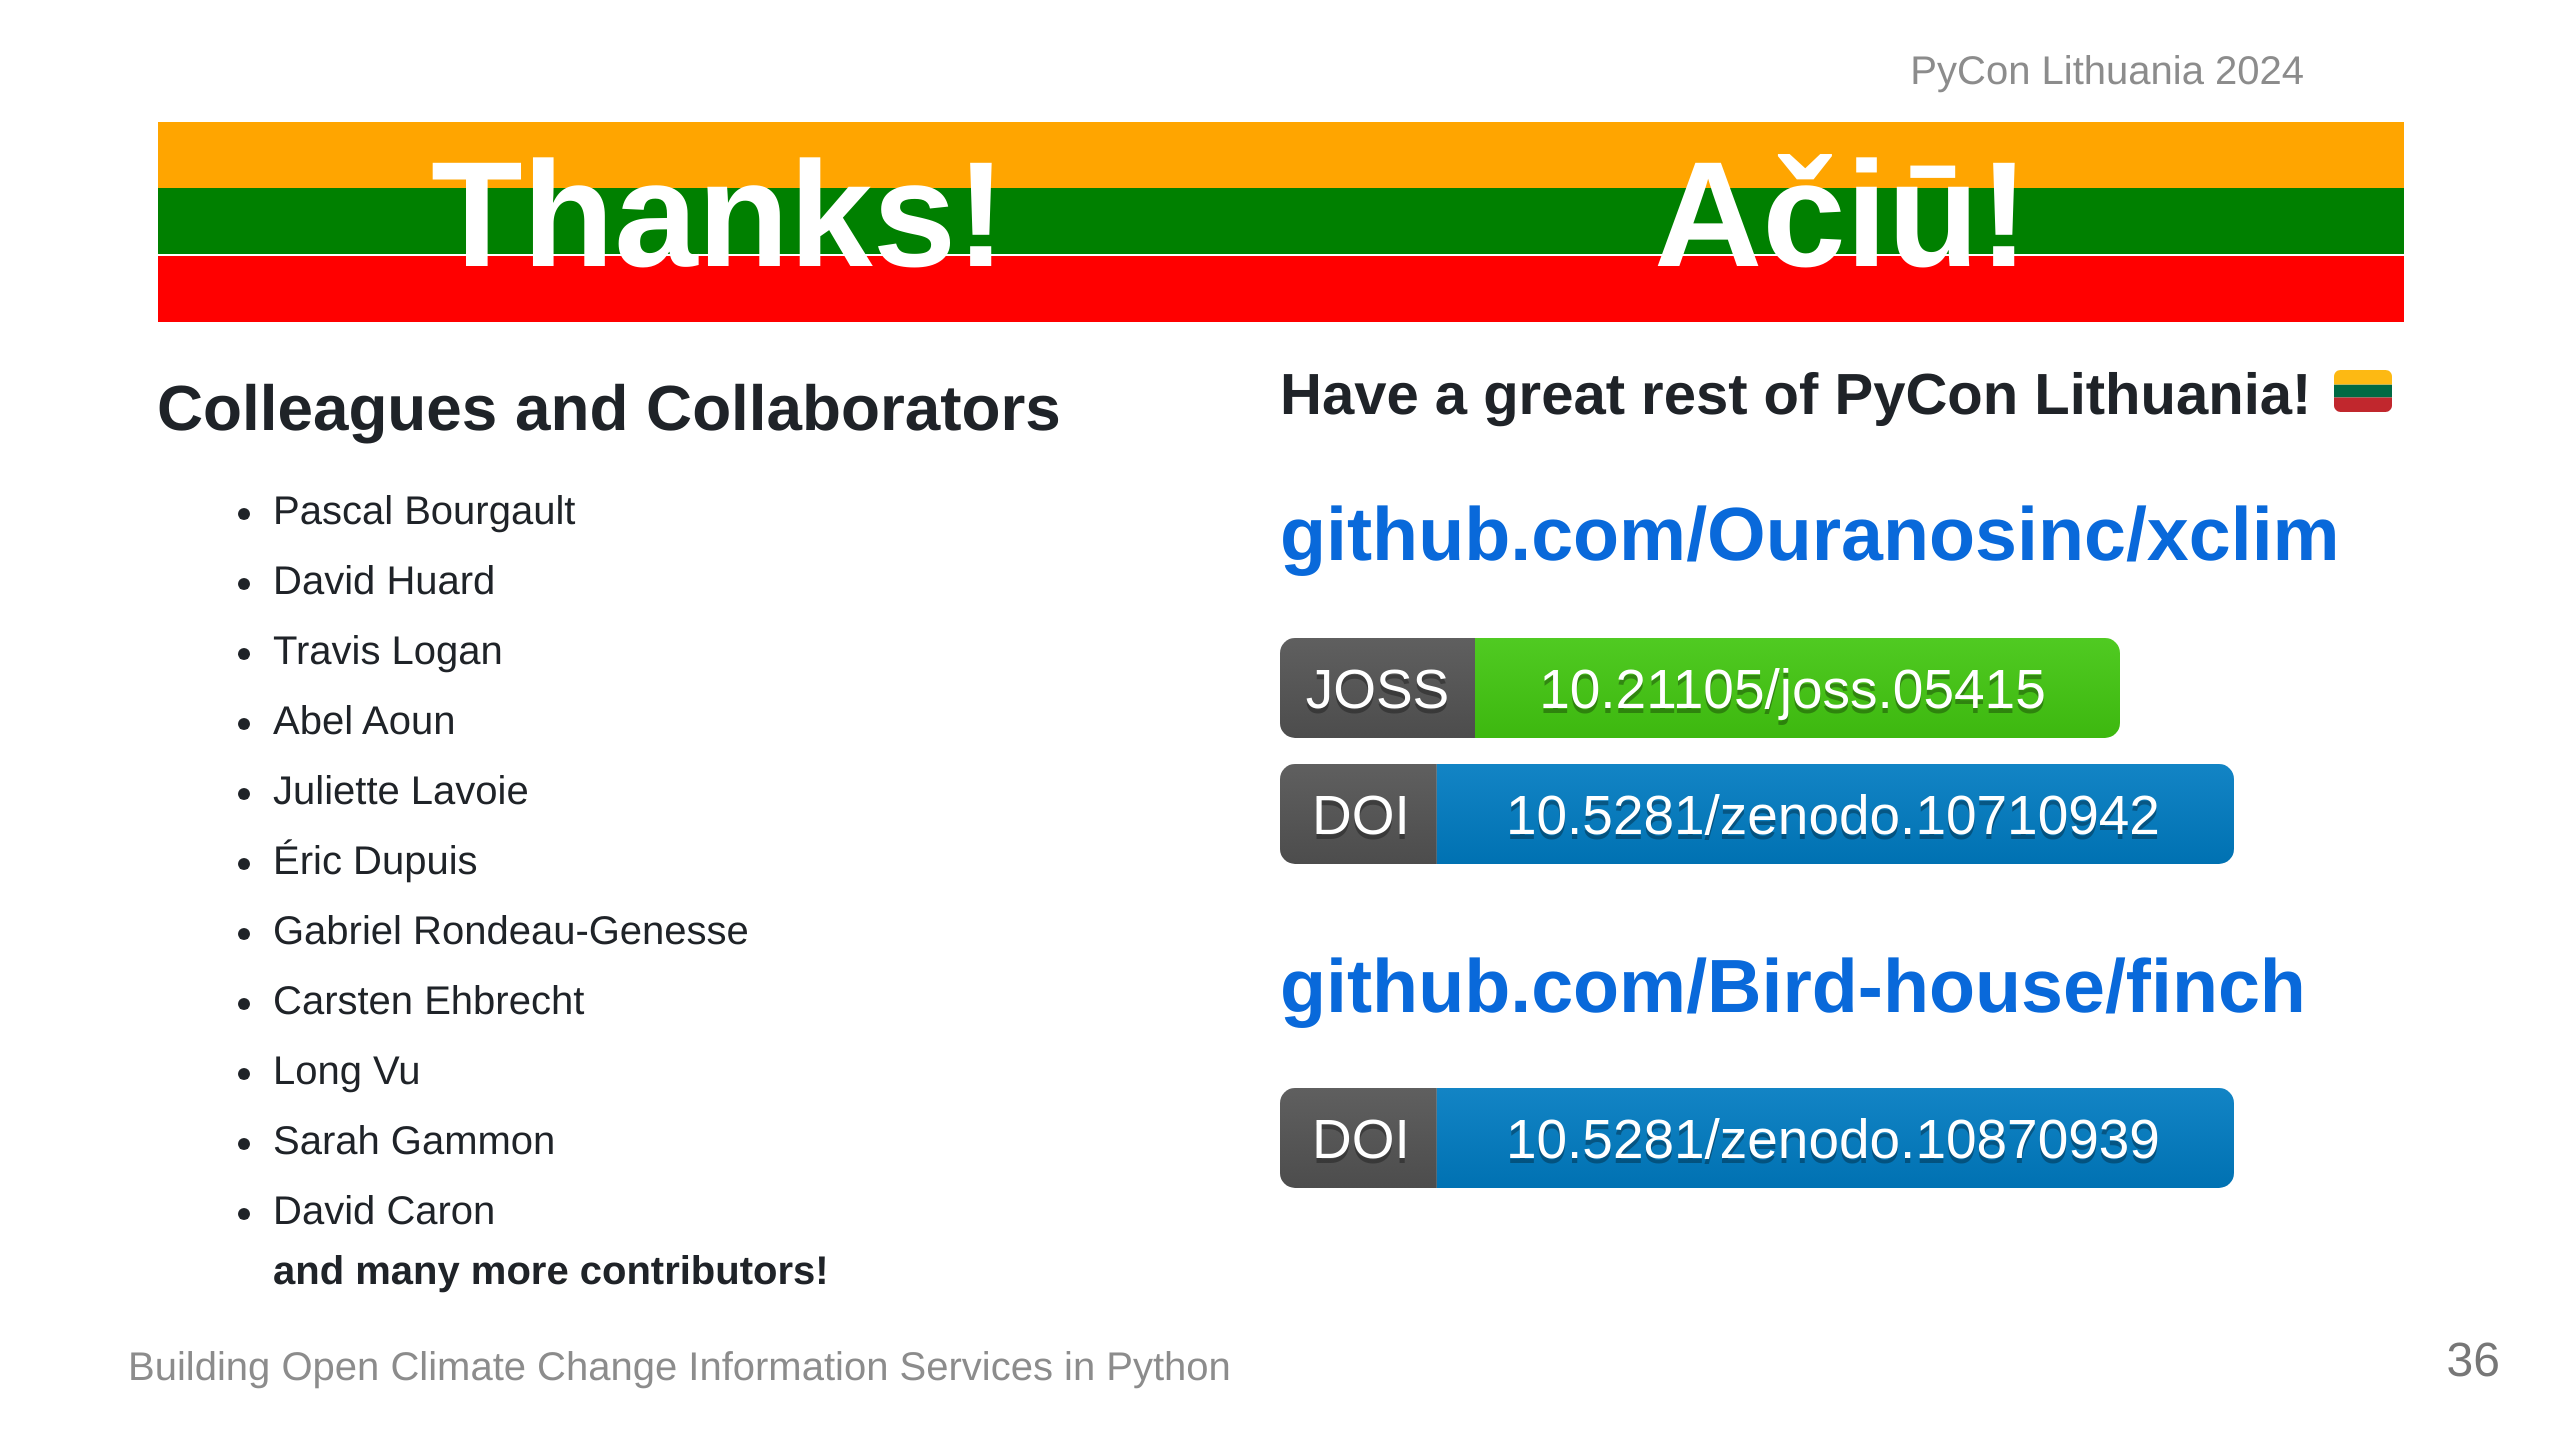 PyCon Lithuania 2024
Thanks! Ačiū!
Colleagues and Collaborators
• Pascal Bourgault
• David Huard
• Travis Logan
• Abel Aoun
• Juliette Lavoie
• Éric Dupuis
• Gabriel Rondeau-Genesse
• Carsten Ehbrecht
• Long Vu
• Sarah Gammon
• David Caron
and many more contributors!
Have a great rest of PyCon Lithuania! 🇱🇹
github.com/Ouranosinc/xclim
JOSS 10.21105/joss.05415
DOI 10.5281/zenodo.10710942
github.com/Bird-house/finch
DOI 10.5281/zenodo.10870939
Building Open Climate Change Information Services in Python
36